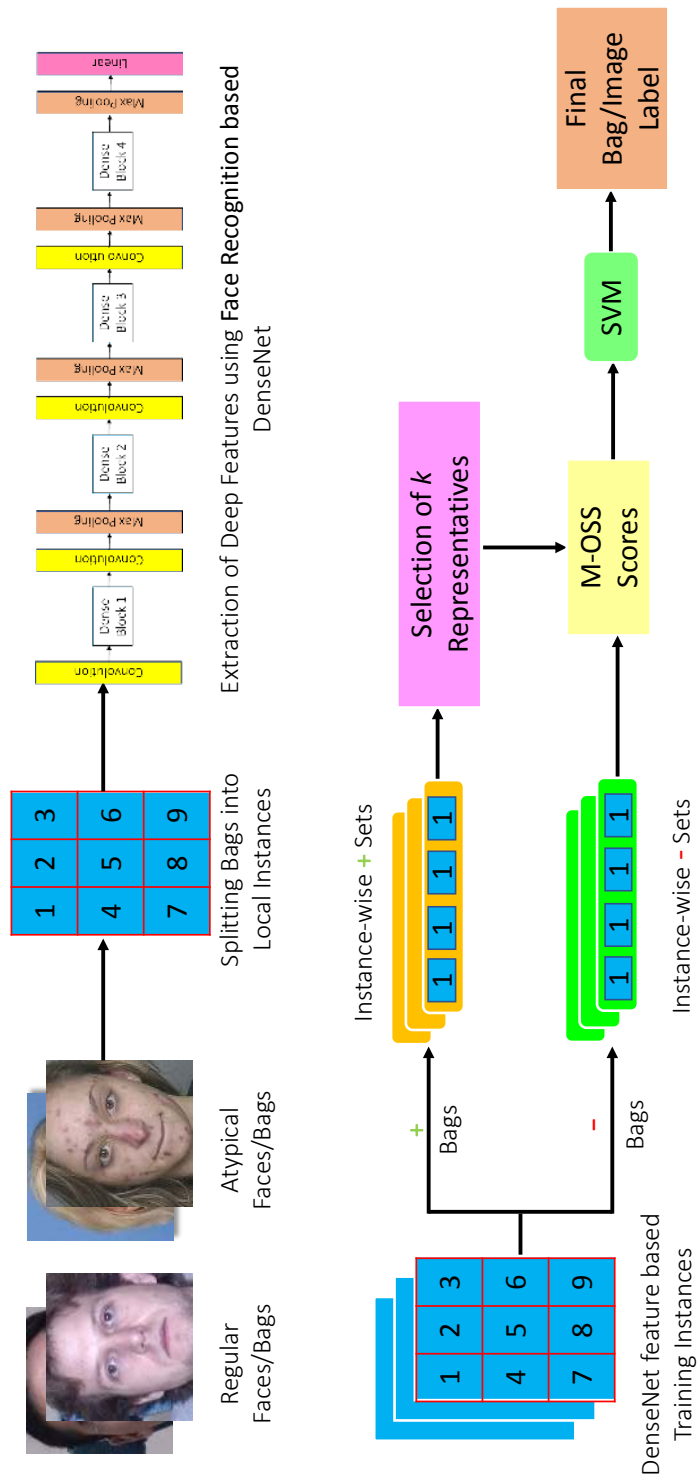 Regular
Faces/Bags
Atypical
Faces/Bags
1 2 3
4 5 6
7 8 9
Splitting Bags into
Local Instances
Convolution
Dense
Block 1
Convolution
Max Pooling
Dense
Block 2
Convolution
Max Pooling
Dense
Block 3
Convolution
Max Pooling
Dense
Block 4
Max Pooling
Linear
Extraction of Deep Features using Face Recognition based
DenseNet
1 2 3
4 5 6
7 8 9
DenseNet feature based
Training Instances
+
Bags
-
Bags
Instance-wise + Sets
1 1 1 1
1 1 1 1
Instance-wise - Sets
Selection of k
Representatives
M-OSS
Scores
SVM
Final
Bag/Image
Label